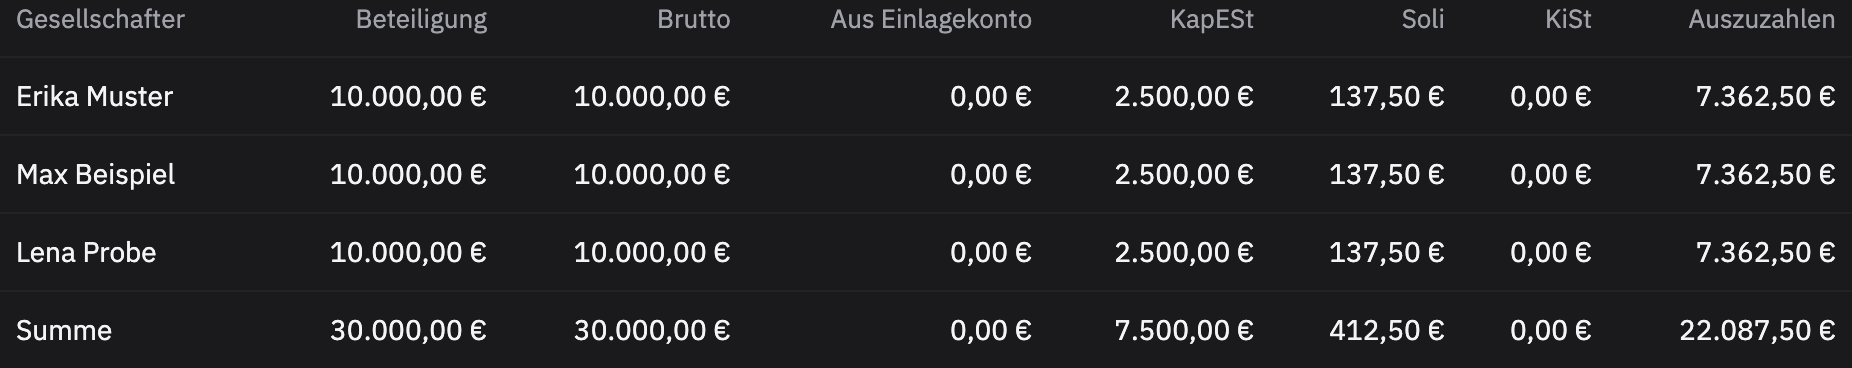 Gesellschafter Beteiligung Brutto Aus Einlagekonto KapESt Soli KiSt Auszuzahlen
Erika Muster 10.000,00 € 10.000,00 € 0,00 € 2.500,00 € 137,50 € 0,00 € 7.362,50 €
Max Beispiel 10.000,00 € 10.000,00 € 0,00 € 2.500,00 € 137,50 € 0,00 € 7.362,50 €
Lena Probe 10.000,00 € 10.000,00 € 0,00 € 2.500,00 € 137,50 € 0,00 € 7.362,50 €
Summe 30.000,00 € 30.000,00 € 0,00 € 7.500,00 € 412,50 € 0,00 € 22.087,50 €